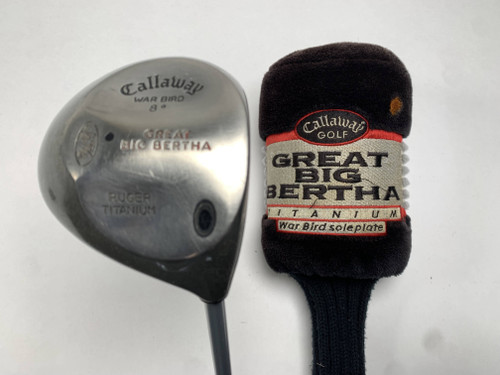 Callaway
WAR BIRD
8°
GREAT
BIG BERTHA
RUGER
TITANIUM
Callaway
GOLF
GREAT
BIG
BERTHA
TITANIUM
War Bird soleplate